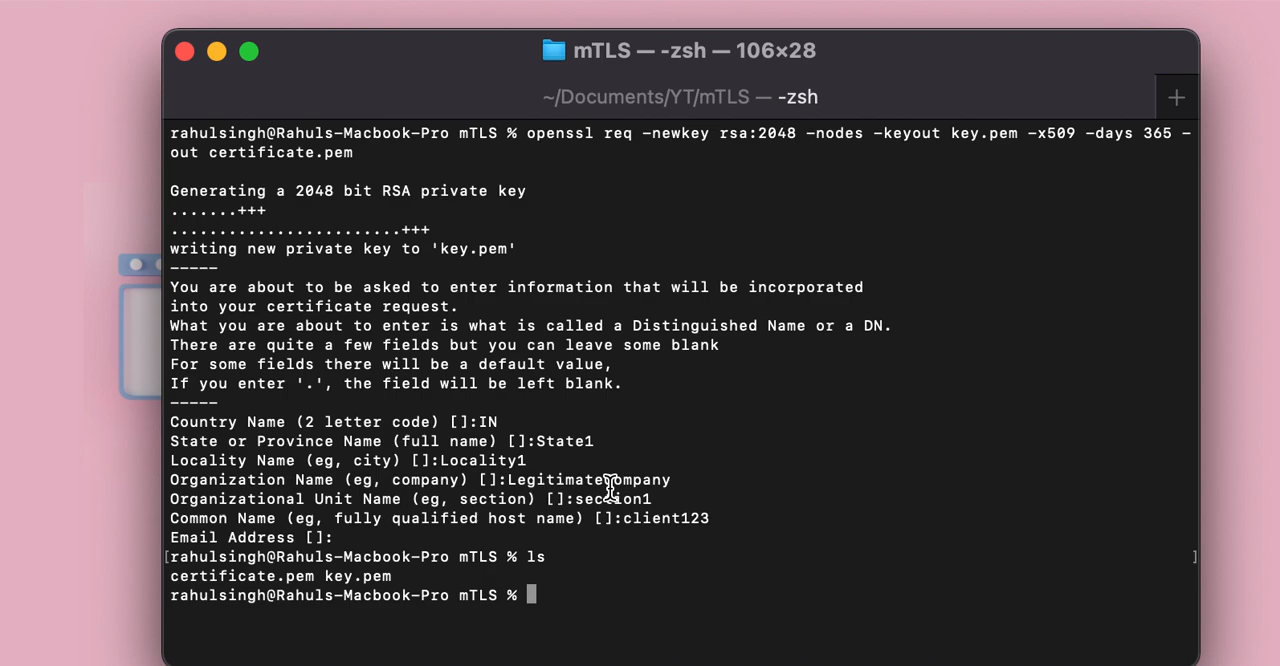 mTLS — -zsh — 106×28
~/Documents/YT/mTLS — -zsh
rahulsingh@Rahuls-Macbook-Pro mTLS % openssl req -newkey rsa:2048 -nodes -keyout key.pem -x509 -days 365 -
out certificate.pem
Generating a 2048 bit RSA private key
.......+++
........................+++
writing new private key to 'key.pem'
-----
You are about to be asked to enter information that will be incorporated
into your certificate request.
What you are about to enter is what is called a Distinguished Name or a DN.
There are quite a few fields but you can leave some blank
For some fields there will be a default value,
If you enter '.', the field will be left blank.
-----
Country Name (2 letter code) []:IN
State or Province Name (full name) []:State1
Locality Name (eg, city) []:Locality1
Organization Name (eg, company) []:LegitimateCompany
Organizational Unit Name (eg, section) []:section1
Common Name (eg, fully qualified host name) []:client123
Email Address []:
[rahulsingh@Rahuls-Macbook-Pro mTLS % ls ]
certificate.pem key.pem
rahulsingh@Rahuls-Macbook-Pro mTLS %